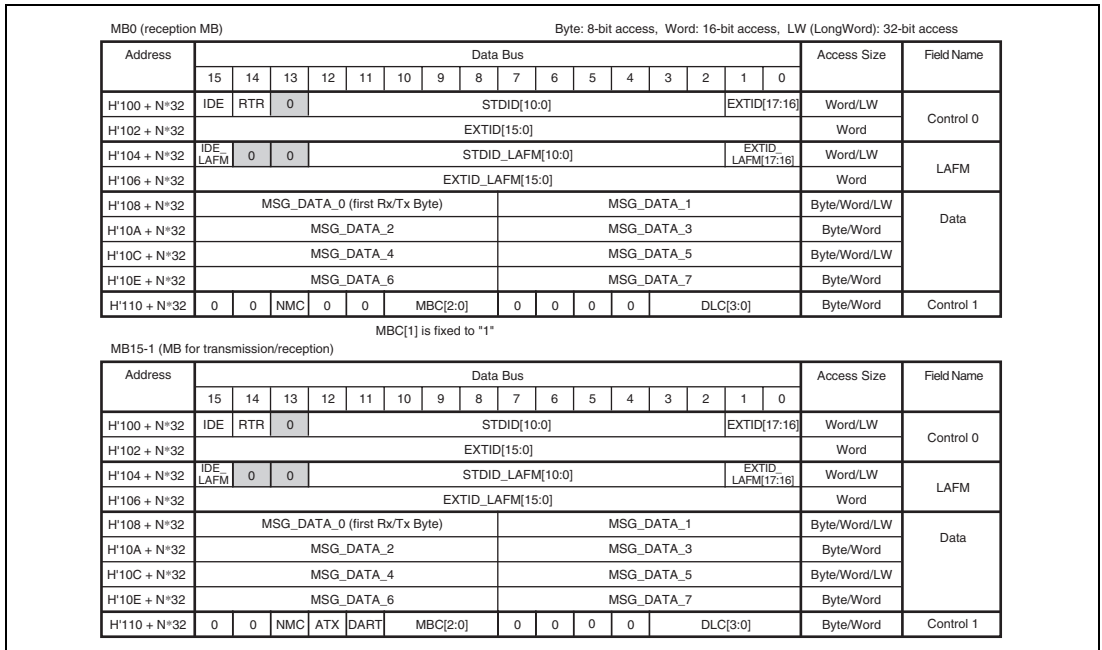 MB0 (reception MB) Byte: 8-bit access, Word: 16-bit access, LW (LongWord): 32-bit access
Address Data Bus Access Size Field Name
15 14 13 12 11 10 9 8 7 6 5 4 3 2 1 0
H'100 + N*32 IDE RTR 0 STDID[10:0] EXTID[17:16] Word/LW Control 0
H'102 + N*32 EXTID[15:0] Word
H'104 + N*32 IDE_LAFM 0 0 STDID_LAFM[10:0] EXTID_LAFM[17:16] Word/LW LAFM
H'106 + N*32 EXTID_LAFM[15:0] Word
H'108 + N*32 MSG_DATA_0 (first Rx/Tx Byte) MSG_DATA_1 Byte/Word/LW Data
H'10A + N*32 MSG_DATA_2 MSG_DATA_3 Byte/Word
H'10C + N*32 MSG_DATA_4 MSG_DATA_5 Byte/Word/LW
H'10E + N*32 MSG_DATA_6 MSG_DATA_7 Byte/Word
H'110 + N*32 0 0 NMC 0 0 MBC[2:0] 0 0 0 0 DLC[3:0] Byte/Word Control 1
MBC[1] is fixed to "1"
MB15-1 (MB for transmission/reception)
Address Data Bus Access Size Field Name
15 14 13 12 11 10 9 8 7 6 5 4 3 2 1 0
H'100 + N*32 IDE RTR 0 STDID[10:0] EXTID[17:16] Word/LW Control 0
H'102 + N*32 EXTID[15:0] Word
H'104 + N*32 IDE_LAFM 0 0 STDID_LAFM[10:0] EXTID_LAFM[17:16] Word/LW LAFM
H'106 + N*32 EXTID_LAFM[15:0] Word
H'108 + N*32 MSG_DATA_0 (first Rx/Tx Byte) MSG_DATA_1 Byte/Word/LW Data
H'10A + N*32 MSG_DATA_2 MSG_DATA_3 Byte/Word
H'10C + N*32 MSG_DATA_4 MSG_DATA_5 Byte/Word/LW
H'10E + N*32 MSG_DATA_6 MSG_DATA_7 Byte/Word
H'110 + N*32 0 0 NMC ATX DART MBC[2:0] 0 0 0 0 DLC[3:0] Byte/Word Control 1